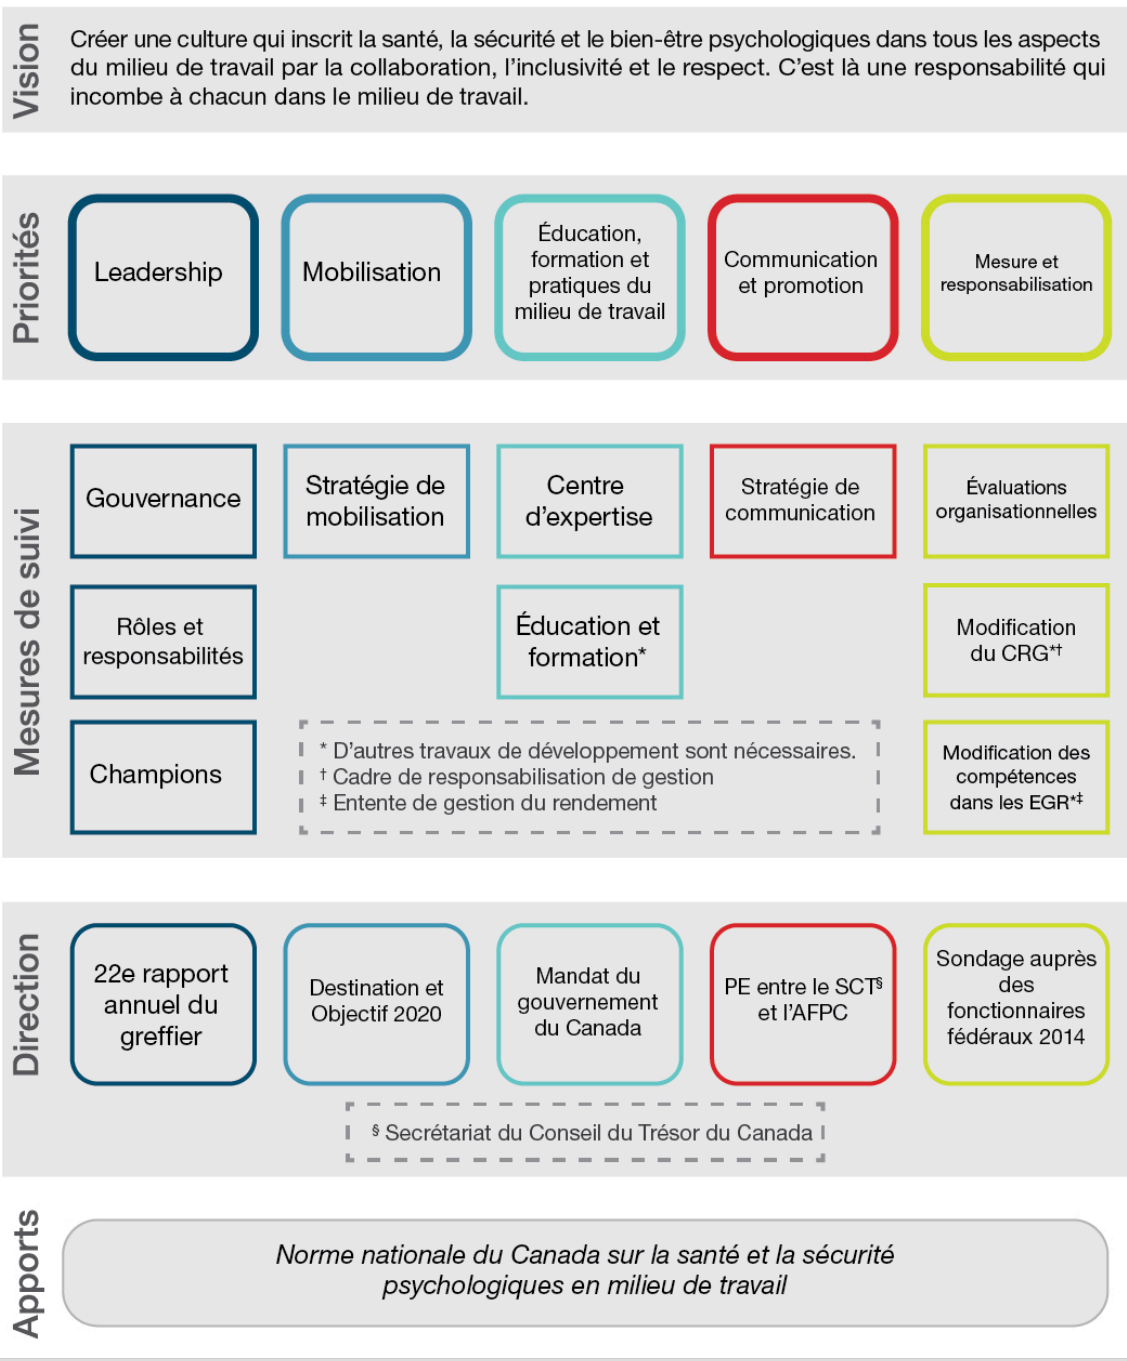 Vision
Créer une culture qui inscrit la santé, la sécurité et le bien-être psychologiques dans tous les aspects
du milieu de travail par la collaboration, l'inclusivité et le respect. C'est là une responsabilité qui
incombe à chacun dans le milieu de travail.
Priorités
Leadership
Mobilisation
Éducation,
formation et
pratiques du
milieu de travail
Communication
et promotion
Mesure et
responsabilisation
Mesures de suivi
Gouvernance
Stratégie de
mobilisation
Centre
d'expertise
Stratégie de
communication
Évaluations
organisationnelles
Rôles et
responsabilités
Éducation et
formation*
Modification
du CRG*†
Champions
* D'autres travaux de développement sont nécessaires.
† Cadre de responsabilisation de gestion
‡ Entente de gestion du rendement
Modification des
compétences
dans les EGR*‡
Direction
22e rapport
annuel du
greffier
Destination et
Objectif 2020
Mandat du
gouvernement
du Canada
PE entre le SCT§
et l'AFPC
Sondage auprès
des
fonctionnaires
fédéraux 2014
§ Secrétariat du Conseil du Trésor du Canada
Apports
Norme nationale du Canada sur la santé et la sécurité
psychologiques en milieu de travail